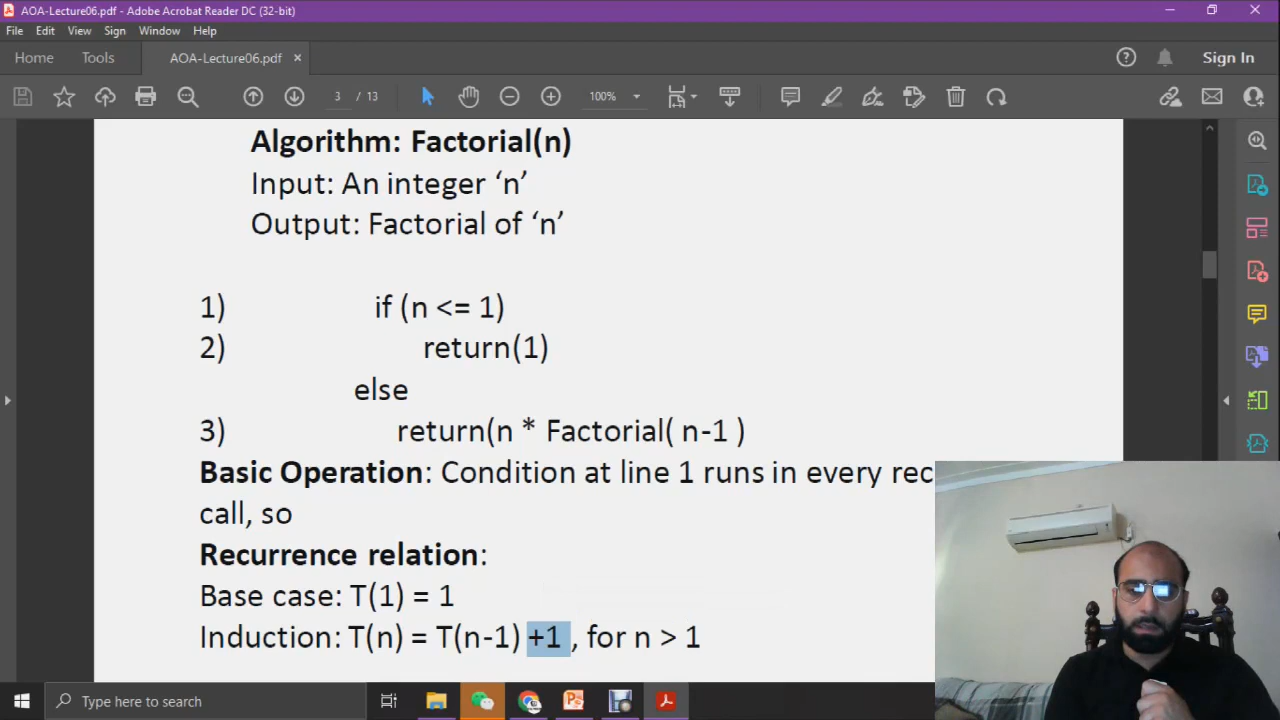 AOA-Lecture06.pdf - Adobe Acrobat Reader DC (32-bit)
File Edit View Sign Window Help
Home Tools AOA-Lecture06.pdf × Sign In
3 / 13 100%
Algorithm: Factorial(n)
Input: An integer ‘n’
Output: Factorial of ‘n’
1) if (n <= 1)
2) return(1)
else
3) return(n * Factorial( n-1 )
Basic Operation: Condition at line 1 runs in every rec
call, so
Recurrence relation:
Base case: T(1) = 1
Induction: T(n) = T(n-1) +1 , for n > 1
Type here to search